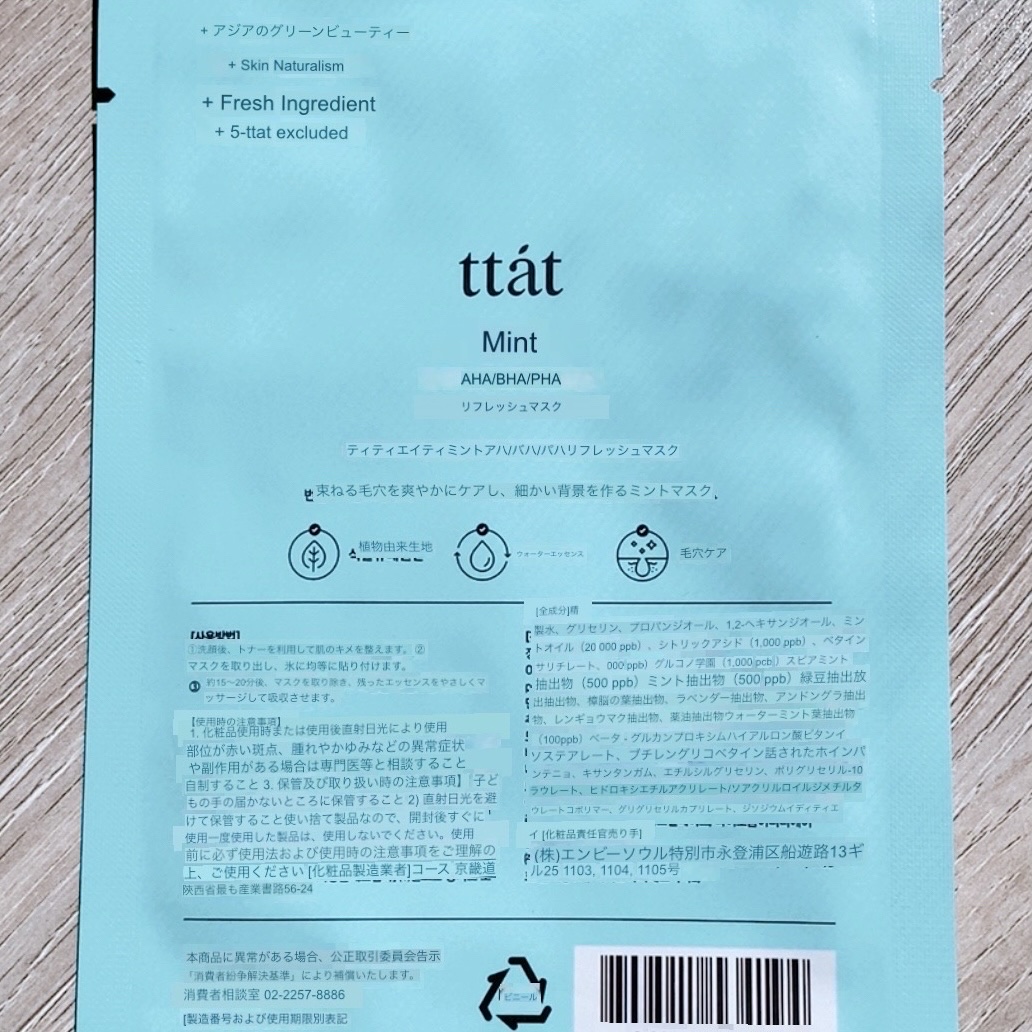 + アジアのグリーンビューティー
+ Skin Naturalism
+ Fresh Ingredient
+ 5-ttat excluded
ttát
Mint
AHA/BHA/PHA
リフレッシュマスク
ティティエイティミントアハ/バハ/パハリフレッシュマスク
束ねる毛穴を爽やかにケアし、細かい背景を作るミントマスク
植物由来生地
ウォーターエッセンス
毛穴ケア
①洗顔後、トナーを利用して肌のキメを整えます。 ②
マスクを取り出し、氷に均等に貼り付けます。
③ 約15～20分後、マスクを取り除き、残ったエッセンスをやさしくマ
ッサージして吸収させます。
【使用時の注意事項】
1. 化粧品使用時または使用後直射日光により使用
部位が赤い斑点、腫れやかゆみなどの異常症状
や副作用がある場合は専門医等と相談すること
自制すること 3. 保管及び取り扱い時の注意事項】 子ど
もの手の届かないところに保管すること 2) 直射日光を避
けて保管すること使い捨て製品なので、開封後すぐに
使用一度使用した製品は、使用しないでください。使用
前に必ず使用法および使用時の注意事項をご理解の
上、ご使用ください [化粧品製造業者]コース 京畿道
陝西省最も産業書路56-24
[全成分]精
製水、グリセリン、プロパンジオール、1,2-ヘキサンジオール、ミン
トオイル（20 000 ppb）、シトリックアシド（1,000 ppb）、ベタイン
サリチレート、000 ppb）グルコノ学園（1,000 pcb）スピアミント
抽出物（500 ppb）ミント抽出物（500 ppb）緑豆抽出放
出抽出物、樟脳の葉抽出物、ラベンダー抽出物、アンドングラ抽出
物、レンギョウマク抽出物、薬油抽出物ウォーターミント葉抽出物
（100ppb）ベータ - グルカンプロキシムハイアルロン酸ビタンイ
ソステアレート、ブチレングリコベタイン話されたホインパ
ンテニョ、キサンタンガム、エチルシルグリセリン、ポリグリセリル-10
ラウレート、ヒドロキシエチルアクリレート/ソアクリルロイルジメチルタ
ウレートコポリマー、グリグリセリルカプリレート、ジソジウムイディティエ
イ [化粧品責任官売り手]
(株)エンビーソウル特別市永登浦区船遊路13ギ
ル25 1103, 1104, 1105号
本商品に異常がある場合、公正取引委員会告示
「消費者紛争解決基準」により補償いたします。
消費者相談室 02-2257-8886
[製造番号および使用期限別表記
ビニール